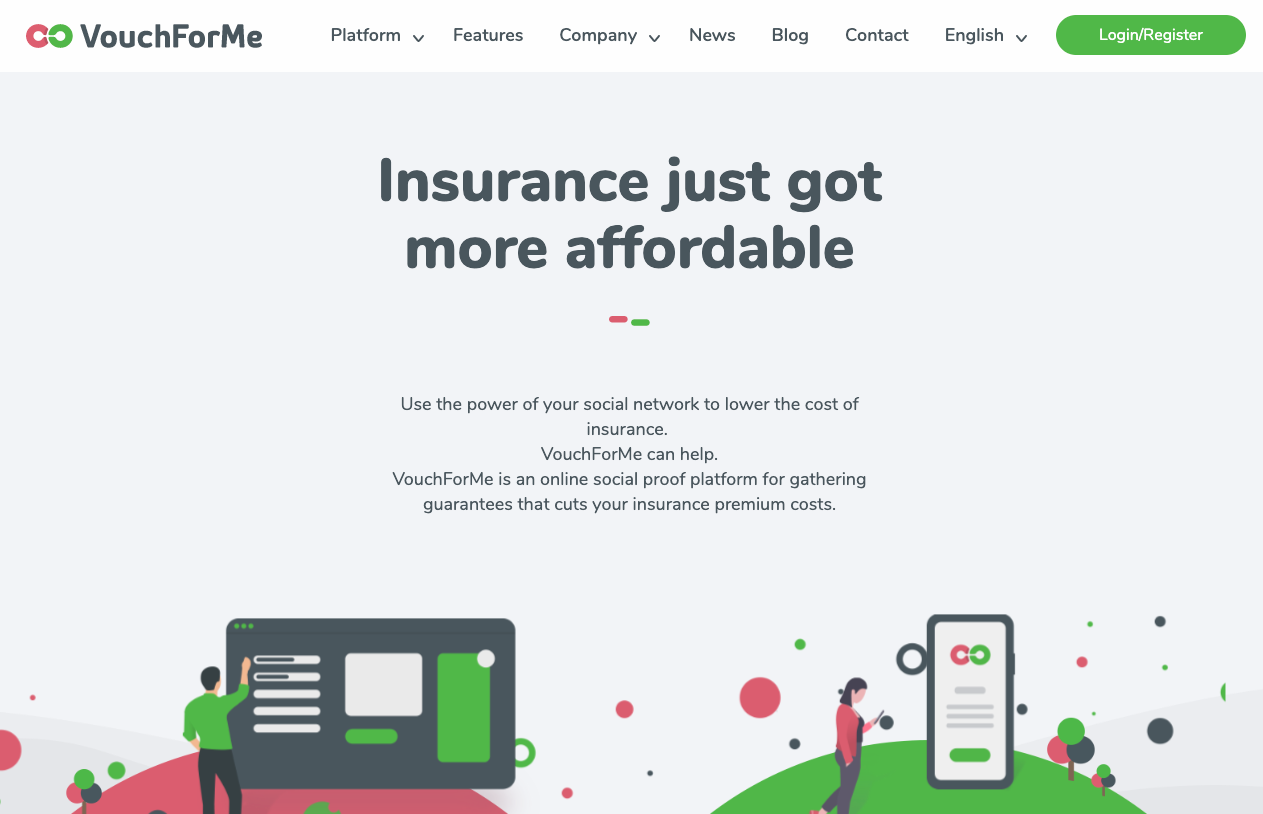 VouchForMe
Platform
Features
Company
News
Blog
Contact
English
Login/Register
Insurance just got
more affordable
Use the power of your social network to lower the cost of
insurance.
VouchForMe can help.
VouchForMe is an online social proof platform for gathering
guarantees that cuts your insurance premium costs.